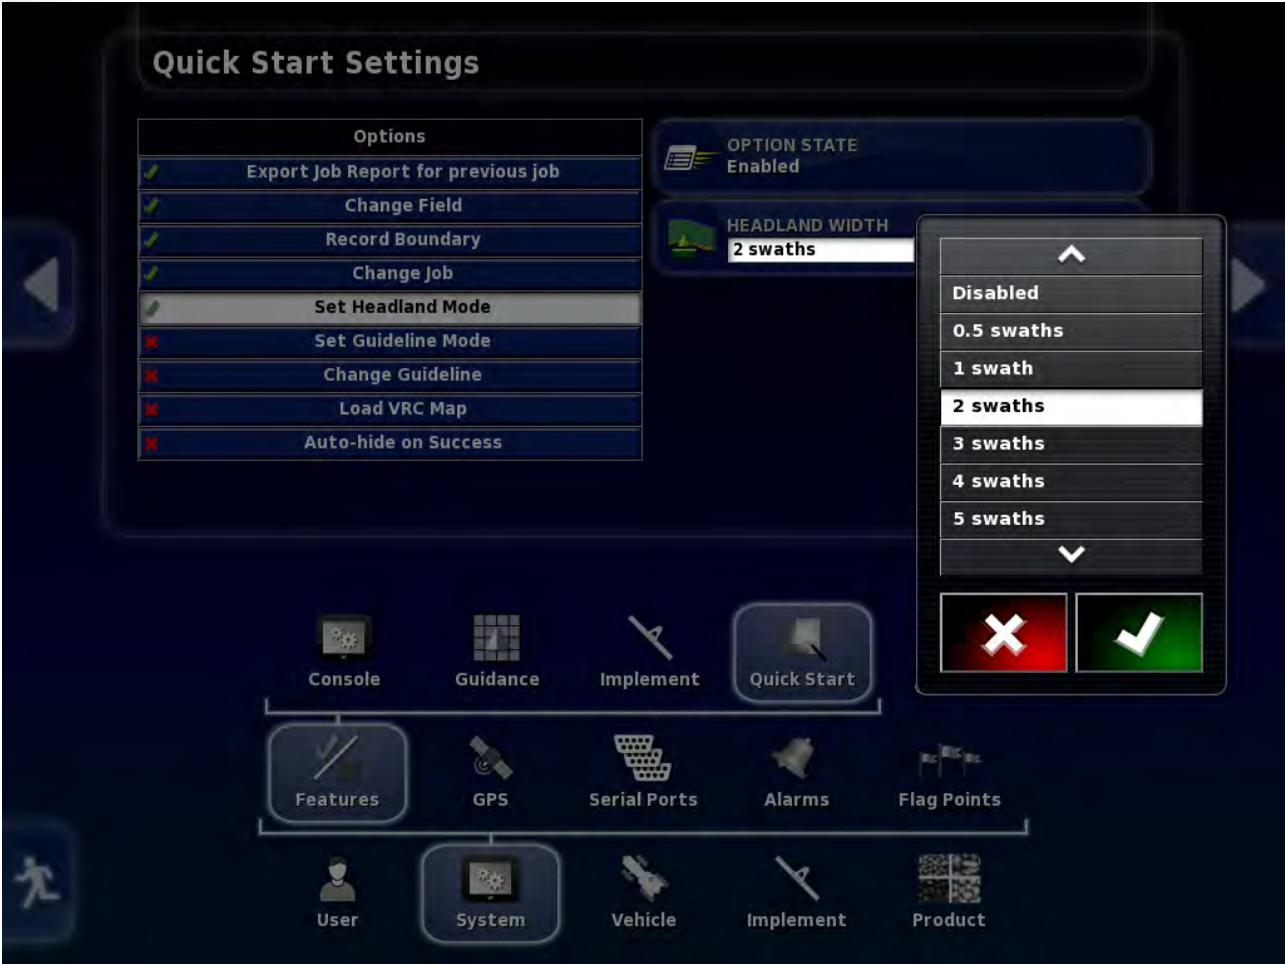 Quick Start Settings
Options
Export Job Report for previous job
Change Field
Record Boundary
Change Job
Set Headland Mode
Set Guideline Mode
Change Guideline
Load VRC Map
Auto-hide on Success
OPTION STATE
Enabled
HEADLAND WIDTH
2 swaths
Disabled
0.5 swaths
1 swath
2 swaths
3 swaths
4 swaths
5 swaths
Console
Guidance
Implement
Quick Start
Features
GPS
Serial Ports
Alarms
Flag Points
User
System
Vehicle
Implement
Product